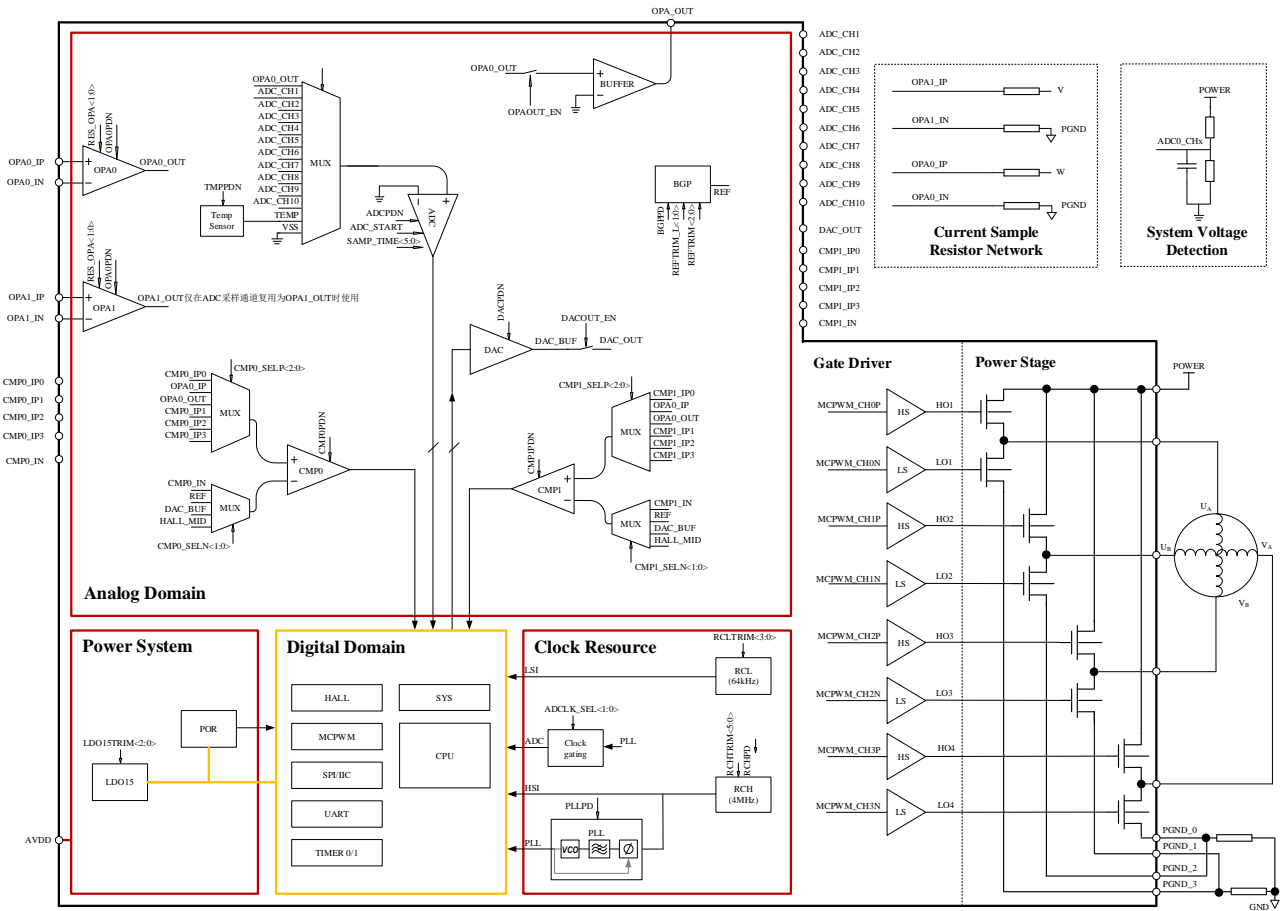 OPA_OUT
ADC_CH1
ADC_CH2
ADC_CH3
ADC_CH4
ADC_CH5
ADC_CH6
ADC_CH7
ADC_CH8
ADC_CH9
ADC_CH10
DAC_OUT
CMP1_IP0
CMP1_IP1
CMP1_IP2
CMP1_IP3
CMP1_IN
OPA1_IP
V
OPA1_IN
PGND
OPA0_IP
W
OPA0_IN
PGND
Current Sample
Resistor Network
POWER
ADC0_CHx
System Voltage
Detection
OPA0_OUT
BUFFER
OPAOUT_EN
OPA0_OUT
ADC_CH1
ADC_CH2
ADC_CH3
ADC_CH4
ADC_CH5
ADC_CH6
ADC_CH7
ADC_CH8
ADC_CH9
ADC_CH10
TEMP
VSS
MUX
TMPPDN
Temp
Sensor
ADC
ADCPDN
ADC_START
SAMP_TIME<5:0>
BGP
REF
BGPPD
REFTRIM_L<1:0>
REFTRIM<2:0>
RES_OPA<1:0>
OPA0PDN
OPA0_IP
OPA0_IN
OPA0
OPA0_OUT
RES_OPA<1:0>
OPA0PDN
OPA1_IP
OPA1_IN
OPA1
OPA1_OUT仅在ADC采样通道复用为OPA1_OUT时使用
DACPDN
DAC
DACOUT_EN
DAC_BUF
DAC_OUT
CMP0_IP0
CMP0_IP1
CMP0_IP2
CMP0_IP3
CMP0_IN
CMP0_SELP<2:0>
CMP0_IP0
OPA0_IP
OPA0_OUT
CMP0_IP1
CMP0_IP2
CMP0_IP3
MUX
CMP0PDN
CMP0
CMP0_IN
REF
DAC_BUF
HALL_MID
MUX
CMP0_SELN<1:0>
CMP1_SELP<2:0>
CMP1_IP0
OPA0_IP
OPA0_OUT
CMP1_IP1
CMP1_IP2
CMP1_IP3
MUX
CMP1PDN
CMP1
CMP1_IN
REF
DAC_BUF
HALL_MID
MUX
CMP1_SELN<1:0>
Analog Domain
Gate Driver
Power Stage
POWER
MCPWM_CH0P
HS
HO1
MCPWM_CH0N
LS
LO1
MCPWM_CH1P
HS
HO2
MCPWM_CH1N
LS
LO2
MCPWM_CH2P
HS
HO3
MCPWM_CH2N
LS
LO3
MCPWM_CH3P
HS
HO4
MCPWM_CH3N
LS
LO4
UA
UB
VA
VB
PGND_0
PGND_1
PGND_2
PGND_3
GND
Power System
POR
LDO15TRIM<2:0>
LDO15
AVDD
Digital Domain
HALL
SYS
MCPWM
CPU
SPI/IIC
UART
TIMER 0/1
Clock Resource
RCLTRIM<3:0>
LSI
RCL
(64kHz)
ADCLK_SEL<1:0>
ADC
Clock
gating
PLL
RCHTRIM<5:0>
RCHPD
HSI
RCH
(4MHz)
PLLPD
PLL
PLL
VCO